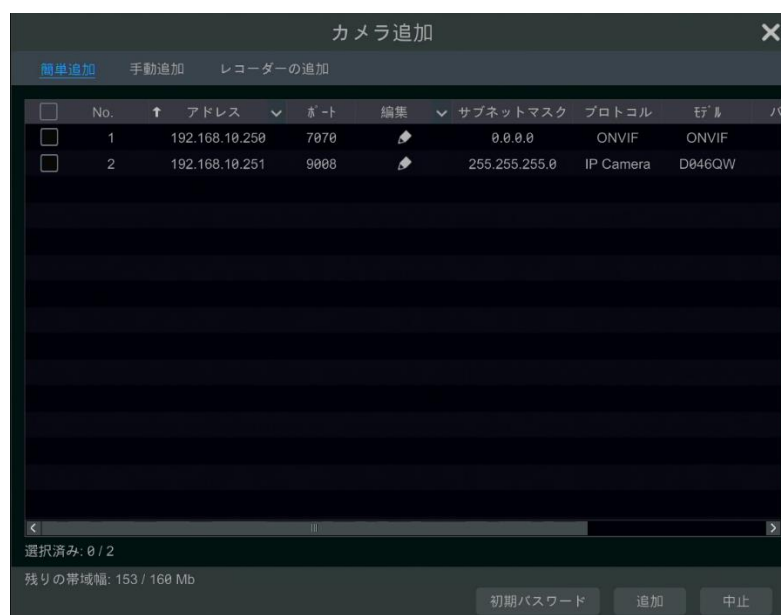 カメラ追加
簡単追加 手動追加 レコーダーの追加
No. アドレス ポート 編集 サブネットマスク プロトコル モデル
1 192.168.10.250 7070 0.0.0.0 ONVIF ONVIF
2 192.168.10.251 9008 255.255.255.0 IP Camera D046QW
選択済み: 0 / 2
残りの帯域幅: 153 / 160 Mb
初期パスワード 追加 中止